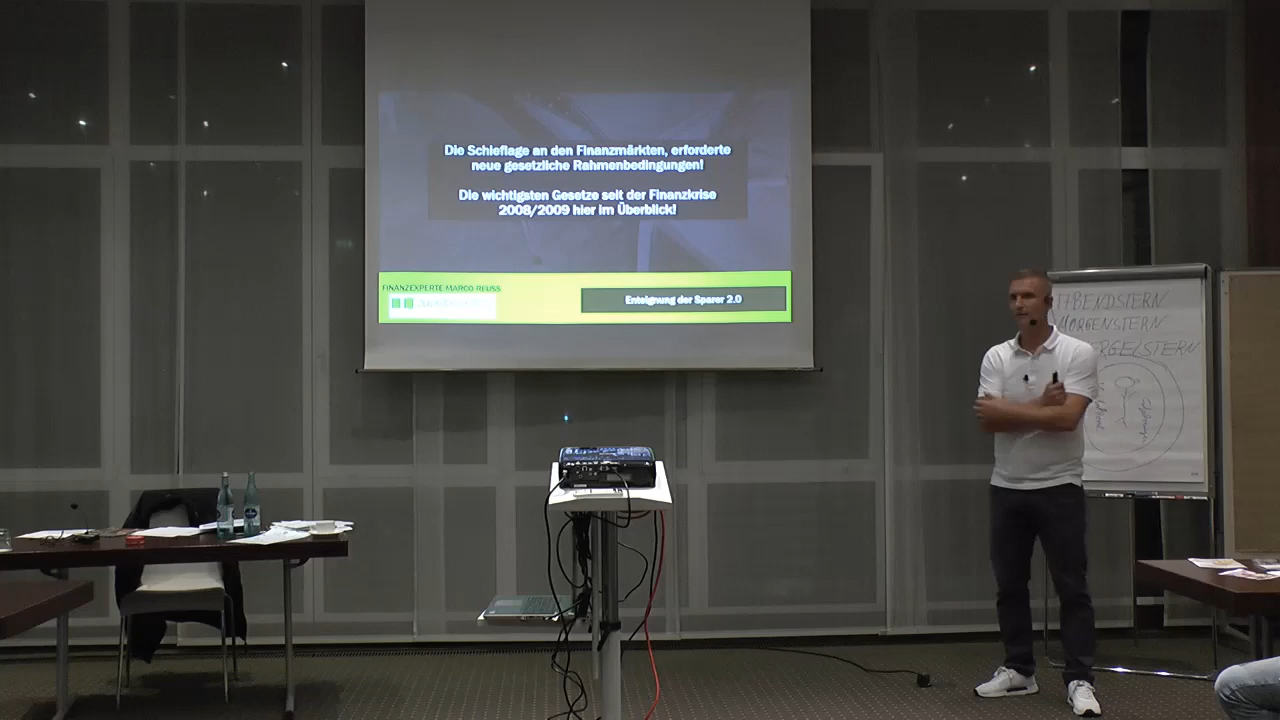 Die Schieflage an den Finanzmärkten, erforderte
neue gesetzliche Rahmenbedingungen!
Die wichtigsten Gesetze seit der Finanzkrise
2008/2009 hier im Überblick!
FINANZEXPERTE MARCO REUSS
Enteignung der Sparer 2.0
ABENDSTERN
MORGENSTERN